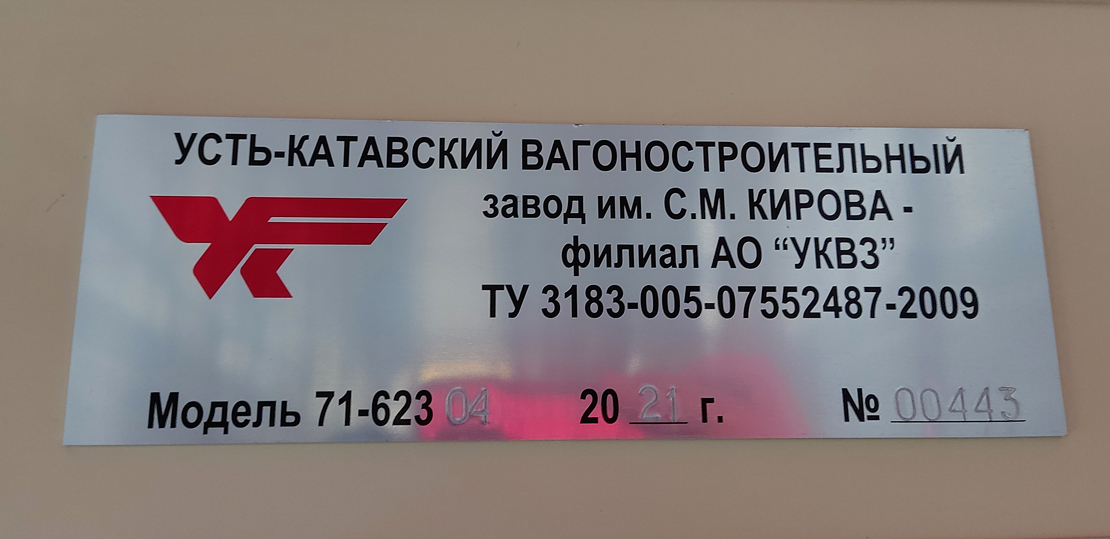 УСТЬ-КАТАВСКИЙ ВАГОНОСТРОИТЕЛЬНЫЙ
завод им. С.М. КИРОВА -
филиал АО “УКВЗ”
ТУ 3183-005-07552487-2009
Модель 71-623 04 20 21 г. № 00443